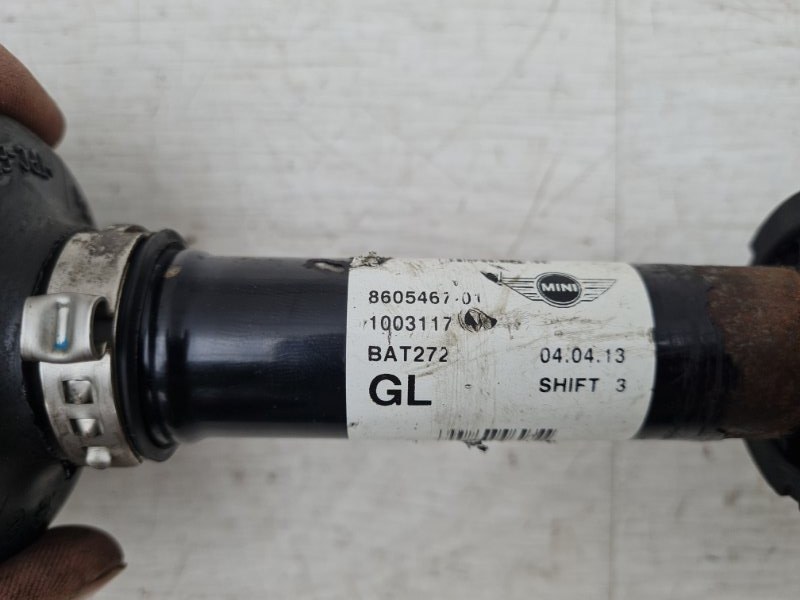 MINI
8605467-01
1003117
BAT272 04.04.13
GL SHIFT 3